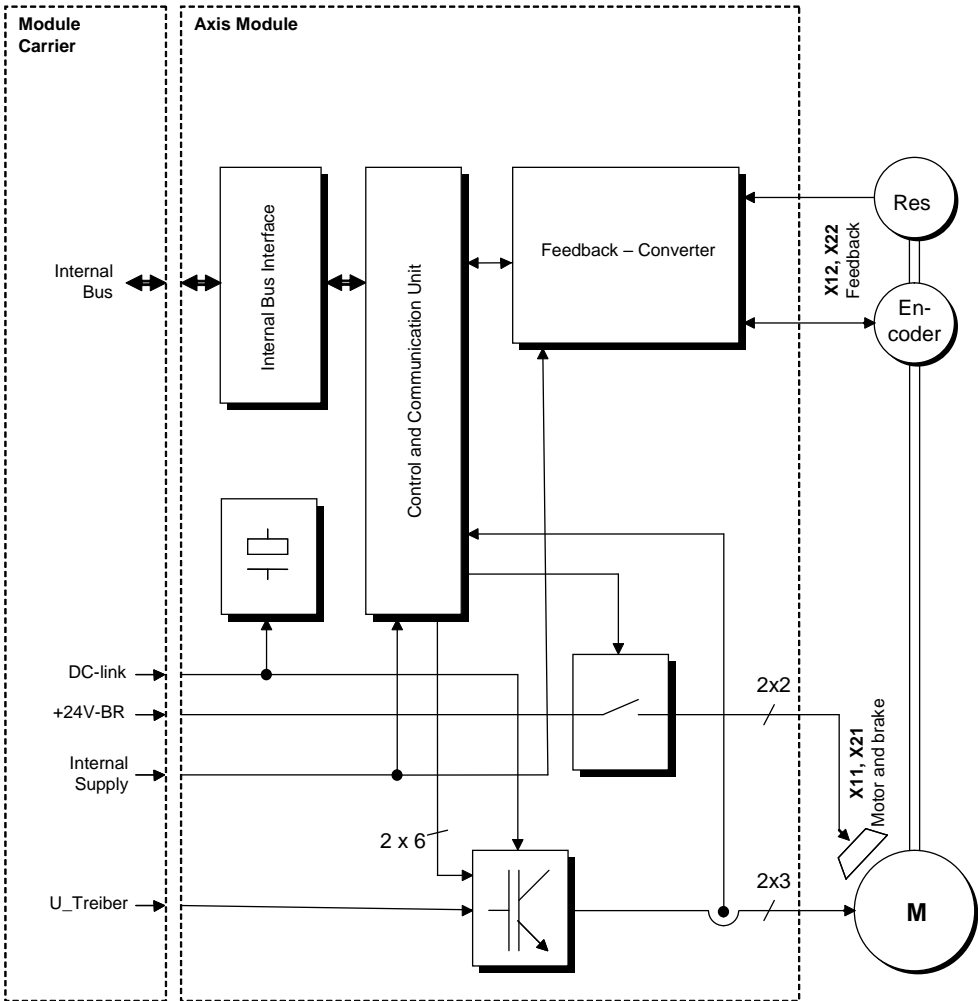 Module
Carrier
Axis Module
Internal Bus Interface
Control and Communication Unit
Feedback – Converter
Res
X12, X22
Feedback
En-
coder
Internal
Bus
DC-link
+24V-BR
Internal
Supply
U_Treiber
2x2
X11, X21
Motor and brake
2 x 6
2x3
M